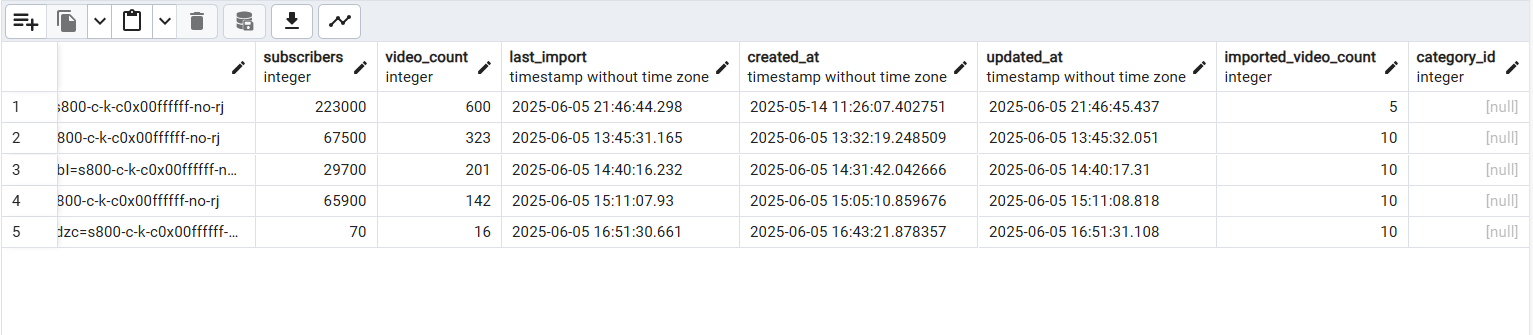 subscribers video_count last_import created_at updated_at imported_video_count category_id
integer integer timestamp without time zone timestamp without time zone timestamp without time zone integer integer
1 s800-c-k-c0x00ffffff-no-rj 223000 600 2025-06-05 21:46:44.298 2025-05-14 11:26:07.402751 2025-06-05 21:46:45.437 5 [null]
2 800-c-k-c0x00ffffff-no-rj 67500 323 2025-06-05 13:45:31.165 2025-06-05 13:32:19.248509 2025-06-05 13:45:32.051 10 [null]
3 bI=s800-c-k-c0x00ffffff-n... 29700 201 2025-06-05 14:40:16.232 2025-06-05 14:31:42.042666 2025-06-05 14:40:17.31 10 [null]
4 800-c-k-c0x00ffffff-no-rj 65900 142 2025-06-05 15:11:07.93 2025-06-05 15:05:10.859676 2025-06-05 15:11:08.818 10 [null]
5 dzc=s800-c-k-c0x00ffffff-... 70 16 2025-06-05 16:51:30.661 2025-06-05 16:43:21.878357 2025-06-05 16:51:31.108 10 [null]